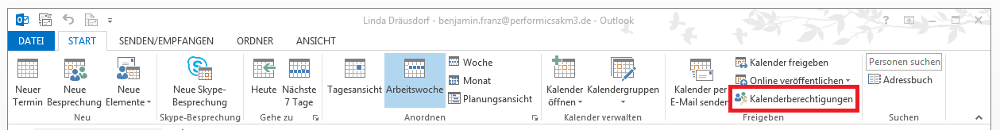 Linda Dräusdorf - benjamin.franz@performicsakm3.de - Outlook
?
DATEI START SENDEN/EMPFANGEN ORDNER ANSICHT
Neuer Termin
Neue Besprechung
Neue Elemente
Neu
Neue Skype-Besprechung
Skype-Besprechung
Heute
Nächste 7 Tage
Gehe zu
Tagesansicht
Arbeitswoche
Woche
Monat
Planungsansicht
Anordnen
Kalender öffnen
Kalendergruppen
Kalender verwalten
Kalender per E-Mail senden
Kalender freigeben
Online veröffentlichen
Kalenderberechtigungen
Freigeben
Personen suchen
Adressbuch
Suchen